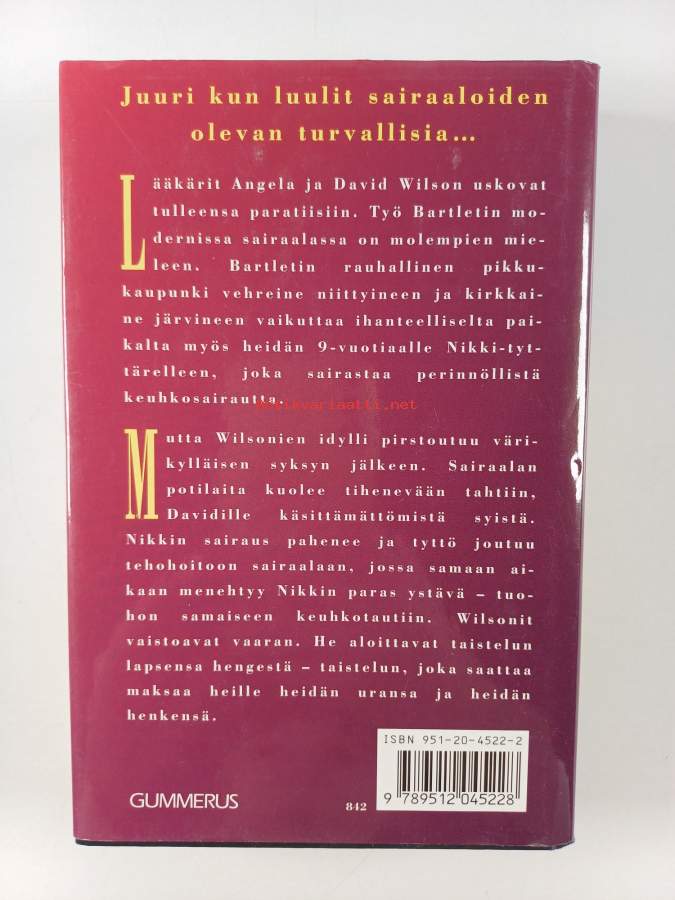 Juuri kun luulit sairaaloiden
olevan turvallisia...
Lääkärit Angela ja David Wilson uskovat
tulleensa paratiisiin. Työ Bartletin mo-
dernissa sairaalassa on molempien mie-
leen. Bartletin rauhallinen pikku-
kaupunki vehreine niittyineen ja kirkkai-
ne järvineen vaikuttaa ihanteelliselta pai-
kalta myös heidän 9-vuotiaalle Nikki-tyt-
tärelleen, joka sairastaa perinnöllistä
keuhkosairautta.
antikvariaatti.net
Mutta Wilsonien idylli pirstoutuu väri-
kylläisen syksyn jälkeen. Sairaalan
potilaita kuolee tihenevään tahtiin,
Davidille käsittämättömistä syistä.
Nikkin sairaus pahenee ja tyttö joutuu
tehohoitoon sairaalaan, jossa samaan ai-
kaan menehtyy Nikkin paras ystävä – tuo-
hon samaiseen keuhkotautiin. Wilsonit
vaistoavat vaaran. He aloittavat taistelun
lapsensa hengestä – taistelun, joka saattaa
maksaa heille heidän uransa ja heidän
henkensä.
ISBN 951-20-4522-2
9 789512 045228
GUMMERUS
842